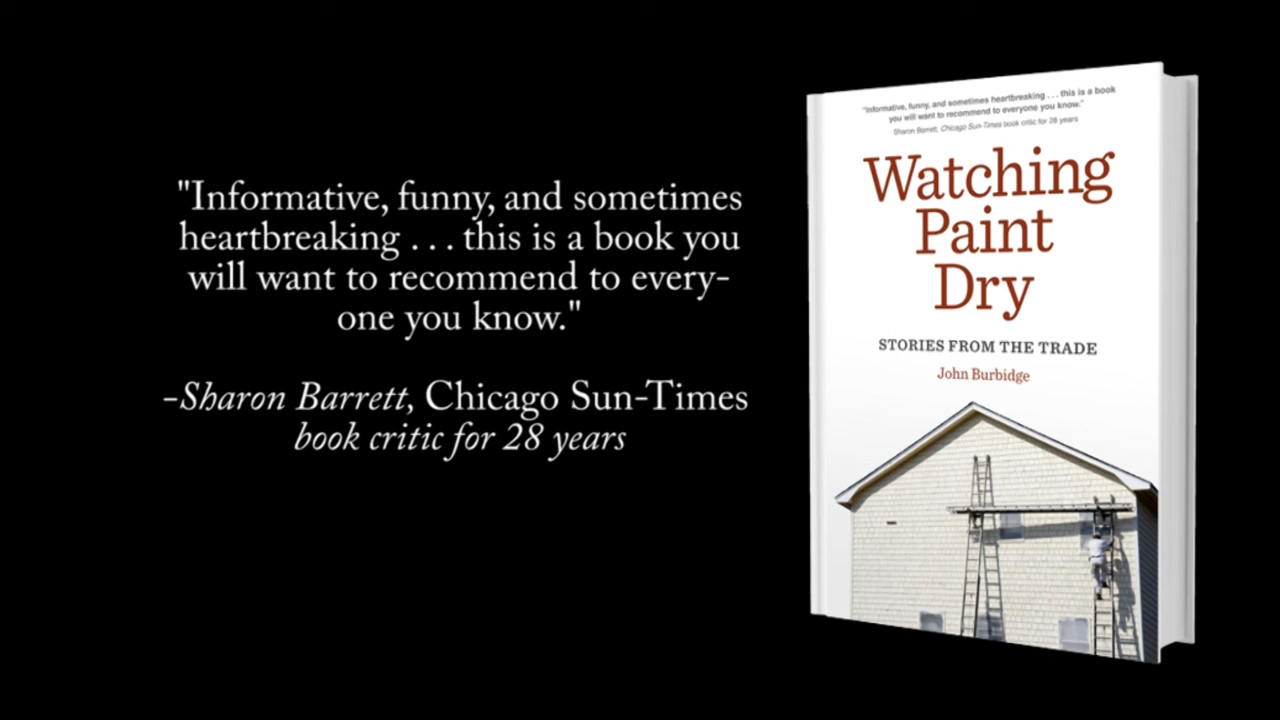 "Informative, funny, and sometimes
heartbreaking . . . this is a book you
will want to recommend to every-
one you know."
-Sharon Barrett, Chicago Sun-Times
book critic for 28 years
"Informative, funny, and sometimes heartbreaking . . . this is a book
you will want to recommend to everyone you know."
Sharon Barrett, Chicago Sun-Times book critic for 28 years
Watching
Paint
Dry
STORIES FROM THE TRADE
John Burbidge